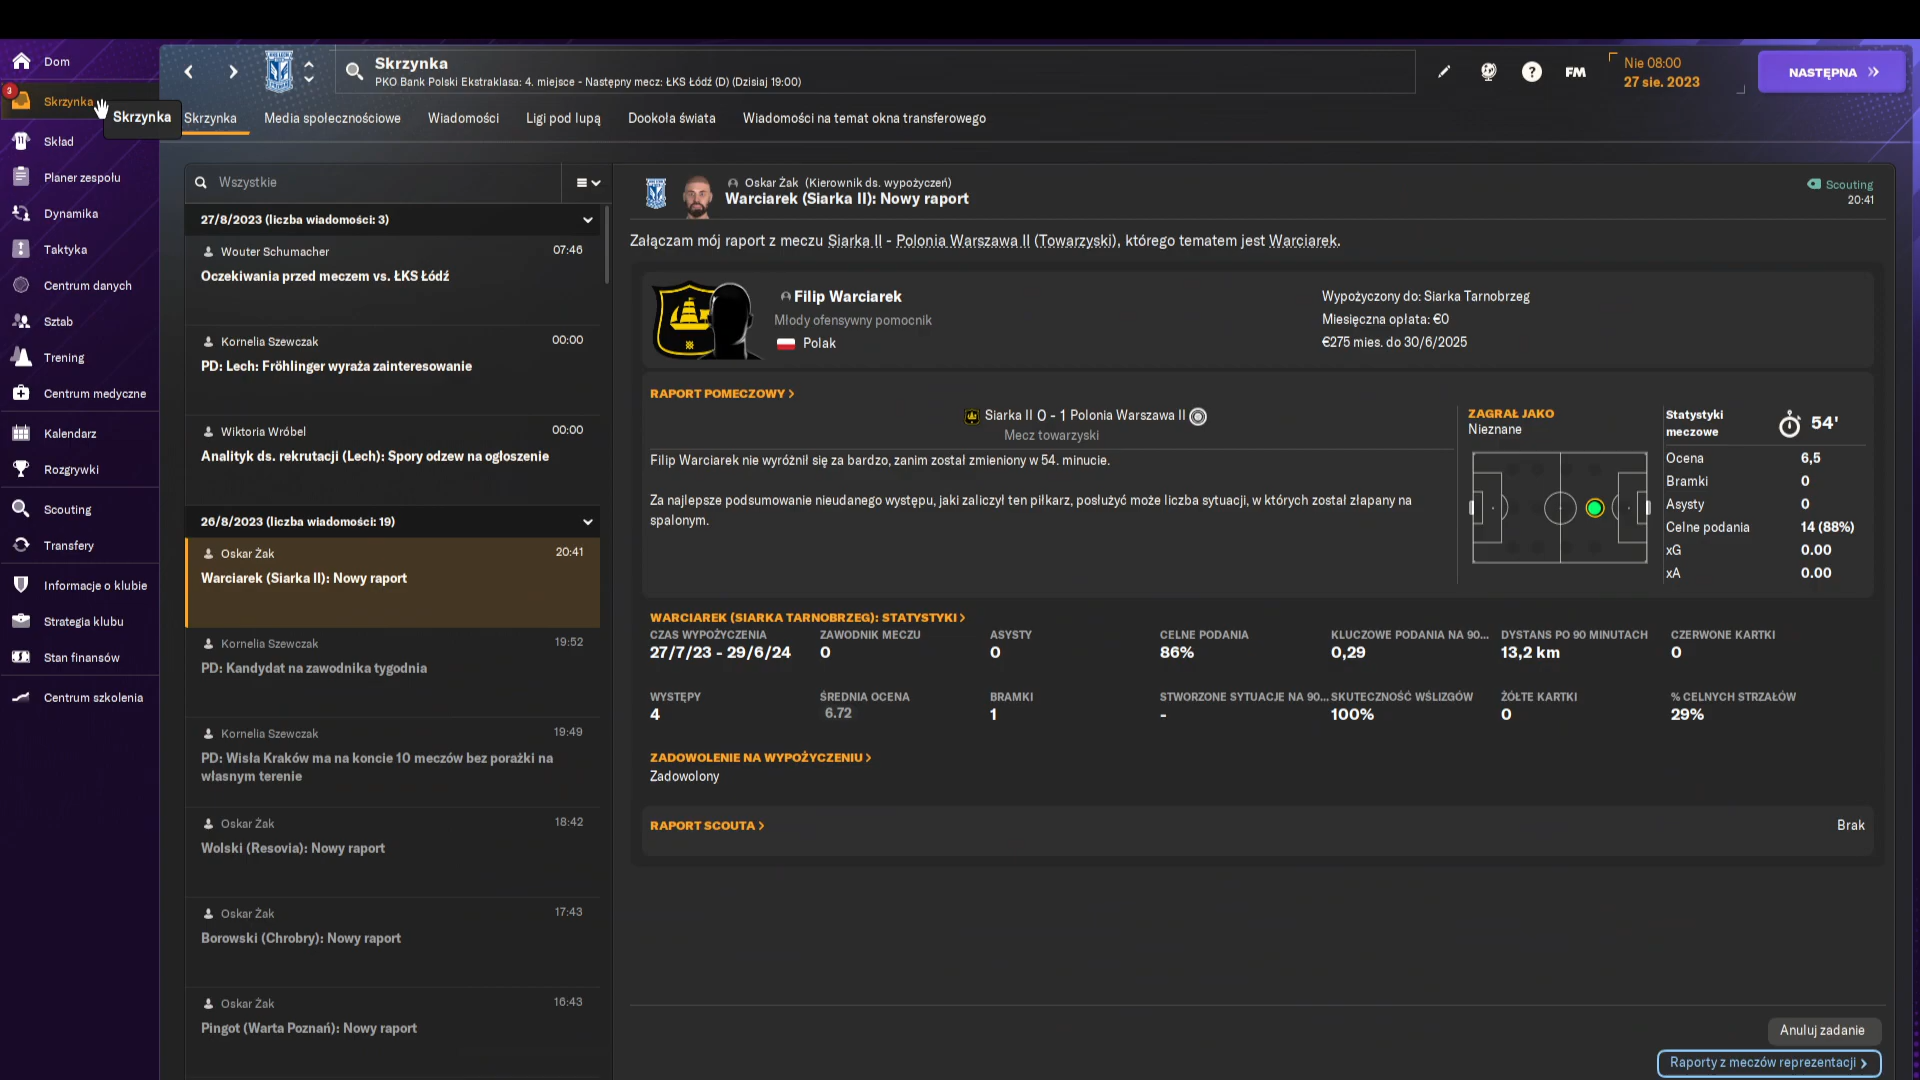 Dom
3
Skrzynka
Skrzynka
Skład
Planer zespołu
Dynamika
Taktyka
Centrum danych
Sztab
Trening
Centrum medyczne
Kalendarz
Rozgrywki
Scouting
Transfery
Informacje o klubie
Strategia klubu
Stan finansów
Centrum szkolenia
Skrzynka
PKO Bank Polski Ekstraklasa: 4. miejsce - Następny mecz: ŁKS Łódź (D) (Dzisiaj 19:00)
?
FM
Nie 08:00
27 sie. 2023
NASTĘPNA
Skrzynka
Media społecznościowe
Wiadomości
Ligi pod lupą
Dookoła świata
Wiadomości na temat okna transferowego
Wszystkie
27/8/2023 (liczba wiadomości: 3)
Wouter Schumacher
07:46
Oczekiwania przed meczem vs. ŁKS Łódź
Kornelia Szewczak
00:00
PD: Lech: Fröhlinger wyraża zainteresowanie
Wiktoria Wróbel
00:00
Analityk ds. rekrutacji (Lech): Spory odzew na ogłoszenie
26/8/2023 (liczba wiadomości: 19)
Oskar Żak
20:41
Warciarek (Siarka II): Nowy raport
Kornelia Szewczak
19:52
PD: Kandydat na zawodnika tygodnia
Kornelia Szewczak
19:49
PD: Wisła Kraków ma na koncie 10 meczów bez porażki na
własnym terenie
Oskar Żak
18:42
Wolski (Resovia): Nowy raport
Oskar Żak
17:43
Borowski (Chrobry): Nowy raport
Oskar Żak
16:43
Pingot (Warta Poznań): Nowy raport
Oskar Żak (Kierownik ds. wypożyczeń)
Warciarek (Siarka II): Nowy raport
Scouting
20:41
Załączam mój raport z meczu Siarka II - Polonia Warszawa II (Towarzyski), którego tematem jest Warciarek.
Filip Warciarek
Młody ofensywny pomocnik
Polak
Wypożyczony do: Siarka Tarnobrzeg
Miesięczna opłata: €0
€275 mies. do 30/6/2025
RAPORT POMECZOWY >
Siarka II 0 - 1 Polonia Warszawa II
Mecz towarzyski
Filip Warciarek nie wyróżnił się za bardzo, zanim został zmieniony w 54. minucie.
Za najlepsze podsumowanie nieudanego występu, jaki zaliczył ten piłkarz, posłużyć może liczba sytuacji, w których został złapany na
spalonym.
ZAGRAŁ JAKO
Nieznane
Statystyki
meczowe
54'
Ocena 6,5
Bramki 0
Asysty 0
Celne podania 14 (88%)
xG 0.00
xA 0.00
WARCIAREK (SIARKA TARNOBRZEG): STATYSTYKI >
CZAS WYPOŻYCZENIA ZAWODNIK MECZU ASYSTY CELNE PODANIA KLUCZOWE PODANIA NA 90... DYSTANS PO 90 MINUTACH CZERWONE KARTKI
27/7/23 - 29/6/24 0 0 86% 0,29 13,2 km 0
WYSTĘPY ŚREDNIA OCENA BRAMKI STWORZONE SYTUACJE NA 90... SKUTECZNOŚĆ WŚLIZGÓW ŻÓŁTE KARTKI % CELNYCH STRZAŁÓW
4 6.72 1 - 100% 0 29%
ZADOWOLENIE NA WYPOŻYCZENIU >
Zadowolony
RAPORT SCOUTA >
Brak
Anuluj zadanie
Raporty z meczów reprezentacji >